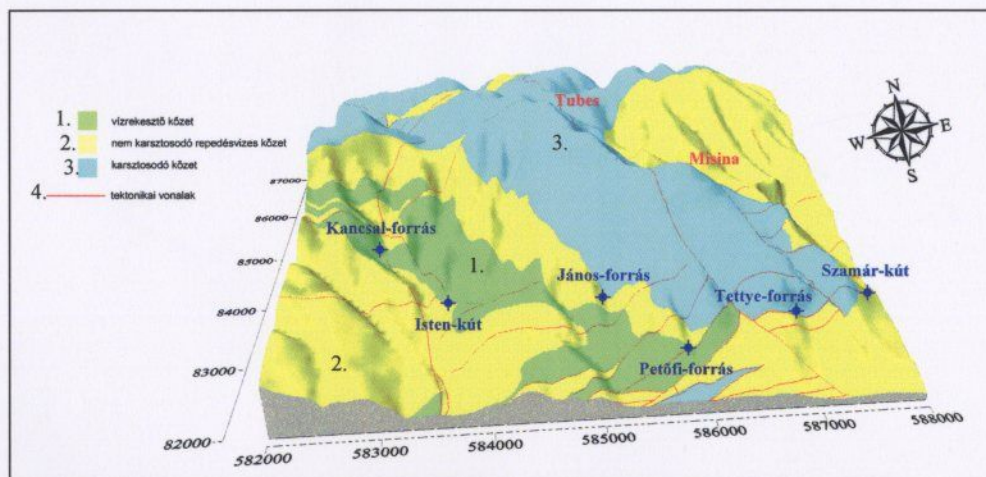 1. vízrekesztő kőzet
2. nem karsztosodó repedésvizes kőzet
3. karsztosodó kőzet
4. tektonikai vonalak
N
W E
S
Tubes
3.
Misina
87000
86000
85000
84000
83000
82000
Kancsal-forrás
1.
János-forrás
Szamár-kút
Isten-kút
Tettye-forrás
2.
Petőfi-forrás
582000
583000
584000
585000
586000
587000
588000